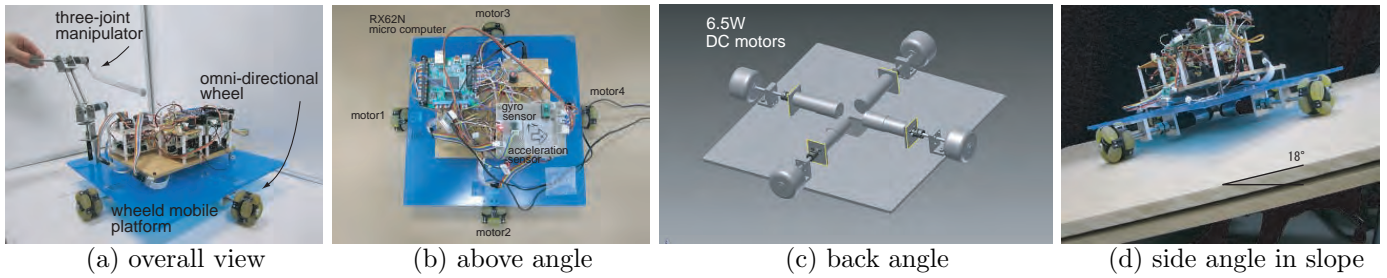 three-joint
manipulator
omni-directional
wheel
wheeld mobile
platform
(a) overall view
motor3
RX62N
micro computer
motor4
motor1
gyro
sensor
acceleration
sensor
motor2
(b) above angle
6.5W
DC motors
(c) back angle
18°
(d) side angle in slope